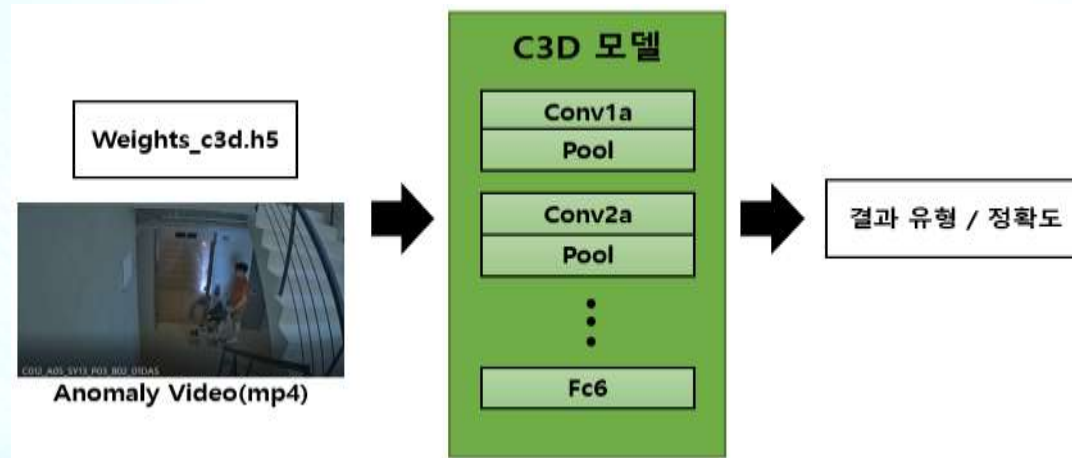 Weights_c3d.h5
Anomaly Video(mp4)
C3D 모델
Conv1a
Pool
Conv2a
Pool
Fc6
결과 유형 / 정확도